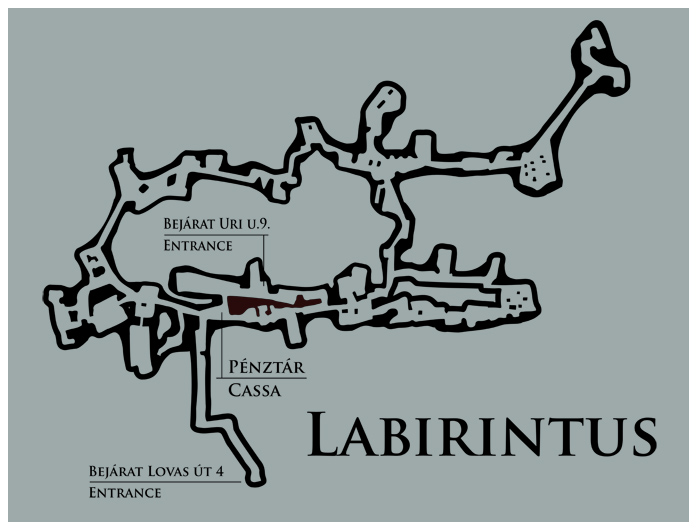 Bejárat Uri u.9.
Entrance
Pénztár
Cassa
Labirintus
Bejárat Lovas út 4
Entrance